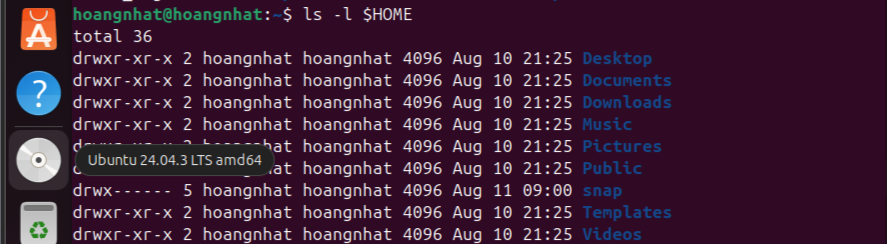 hoangnhat@hoangnhat:~$ ls -l $HOME
total 36
drwxr-xr-x 2 hoangnhat hoangnhat 4096 Aug 10 21:25 Desktop
drwxr-xr-x 2 hoangnhat hoangnhat 4096 Aug 10 21:25 Documents
drwxr-xr-x 2 hoangnhat hoangnhat 4096 Aug 10 21:25 Downloads
drwxr-xr-x 2 hoangnhat hoangnhat 4096 Aug 10 21:25 Music
hoangnhat 4096 Aug 10 21:25 Pictures
Ubuntu 24.04.3 LTS amd64
hoangnhat 4096 Aug 10 21:25 Public
drwx------ 5 hoangnhat hoangnhat 4096 Aug 11 09:00 snap
drwxr-xr-x 2 hoangnhat hoangnhat 4096 Aug 10 21:25 Templates
drwxr-xr-x 2 hoangnhat hoangnhat 4096 Aug 10 21:25 Videos